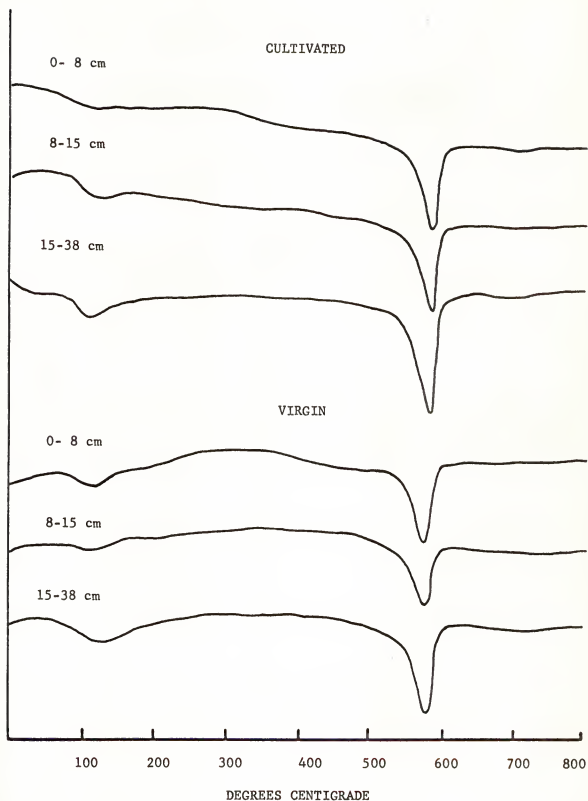 CULTIVATED
0- 8 cm
8-15 cm
15-38 cm
VIRGIN
0- 8 cm
8-15 cm
15-38 cm
100 200 300 400 500 600 700 800
DEGREES CENTIGRADE